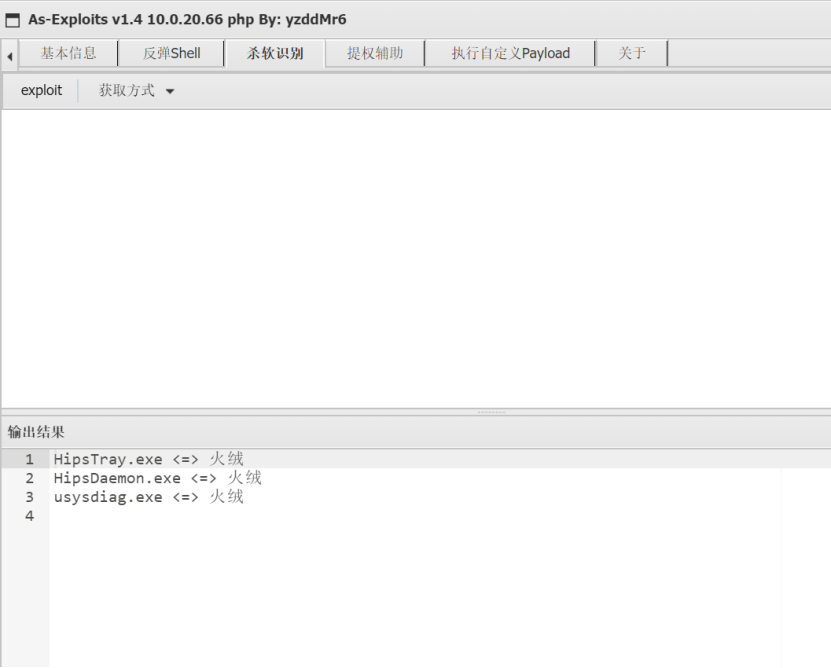 As-Exploits v1.4 10.0.20.66 php By: yzddMr6
基本信息 反弹Shell 杀软识别 提权辅助 执行自定义Payload 关于
exploit 获取方式
输出结果
1 HipsTray.exe <=> 火绒
2 HipsDaemon.exe <=> 火绒
3 usysdiag.exe <=> 火绒
4